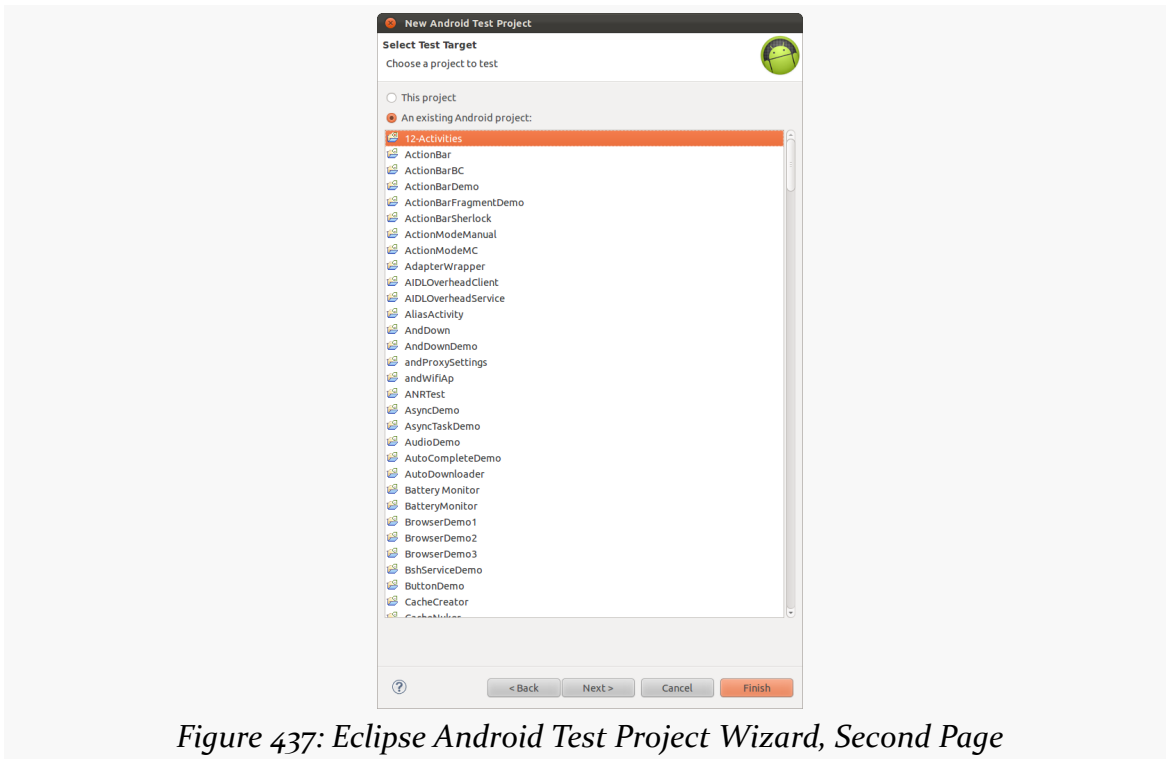 New Android Test Project
Select Test Target
Choose a project to test
This project
An existing Android project:
12-Activities
ActionBar
ActionBarBC
ActionBarDemo
ActionBarFragmentDemo
ActionBarSherlock
ActionModeManual
ActionModeMC
AdapterWrapper
AIDLOverheadClient
AIDLOverheadService
AliasActivity
AndDown
AndDownDemo
andProxySettings
andWifiAp
ANRTest
AsyncDemo
AsyncTaskDemo
AudioDemo
AutoCompleteDemo
AutoDownloader
Battery Monitor
BatteryMonitor
BrowserDemo1
BrowserDemo2
BrowserDemo3
BshServiceDemo
ButtonDemo
CacheCreator
? < Back Next > Cancel Finish
Figure 437: Eclipse Android Test Project Wizard, Second Page